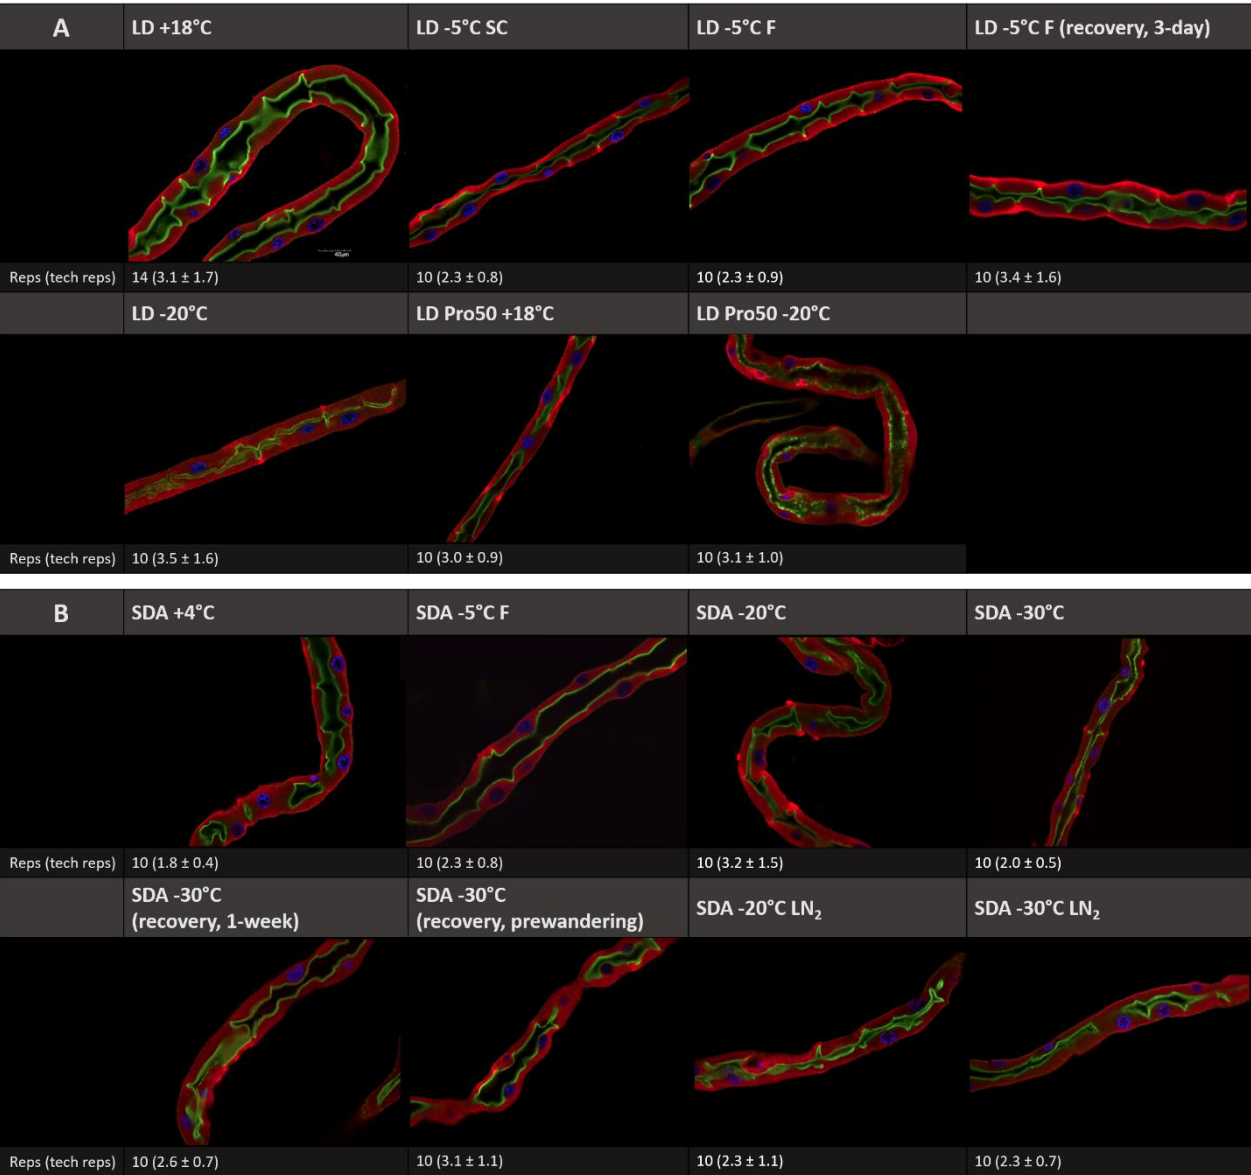 A LD +18°C LD -5°C SC LD -5°C F LD -5°C F (recovery, 3-day)
40µm
Reps (tech reps) 14 (3.1 ± 1.7) 10 (2.3 ± 0.8) 10 (2.3 ± 0.9) 10 (3.4 ± 1.6)
LD -20°C LD Pro50 +18°C LD Pro50 -20°C
Reps (tech reps) 10 (3.5 ± 1.6) 10 (3.0 ± 0.9) 10 (3.1 ± 1.0)
B SDA +4°C SDA -5°C F SDA -20°C SDA -30°C
Reps (tech reps) 10 (1.8 ± 0.4) 10 (2.3 ± 0.8) 10 (3.2 ± 1.5) 10 (2.0 ± 0.5)
SDA -30°C
(recovery, 1-week)
SDA -30°C
(recovery, prewandering)
SDA -20°C LN₂
SDA -30°C LN₂
Reps (tech reps) 10 (2.6 ± 0.7) 10 (3.1 ± 1.1) 10 (2.3 ± 1.1) 10 (2.3 ± 0.7)